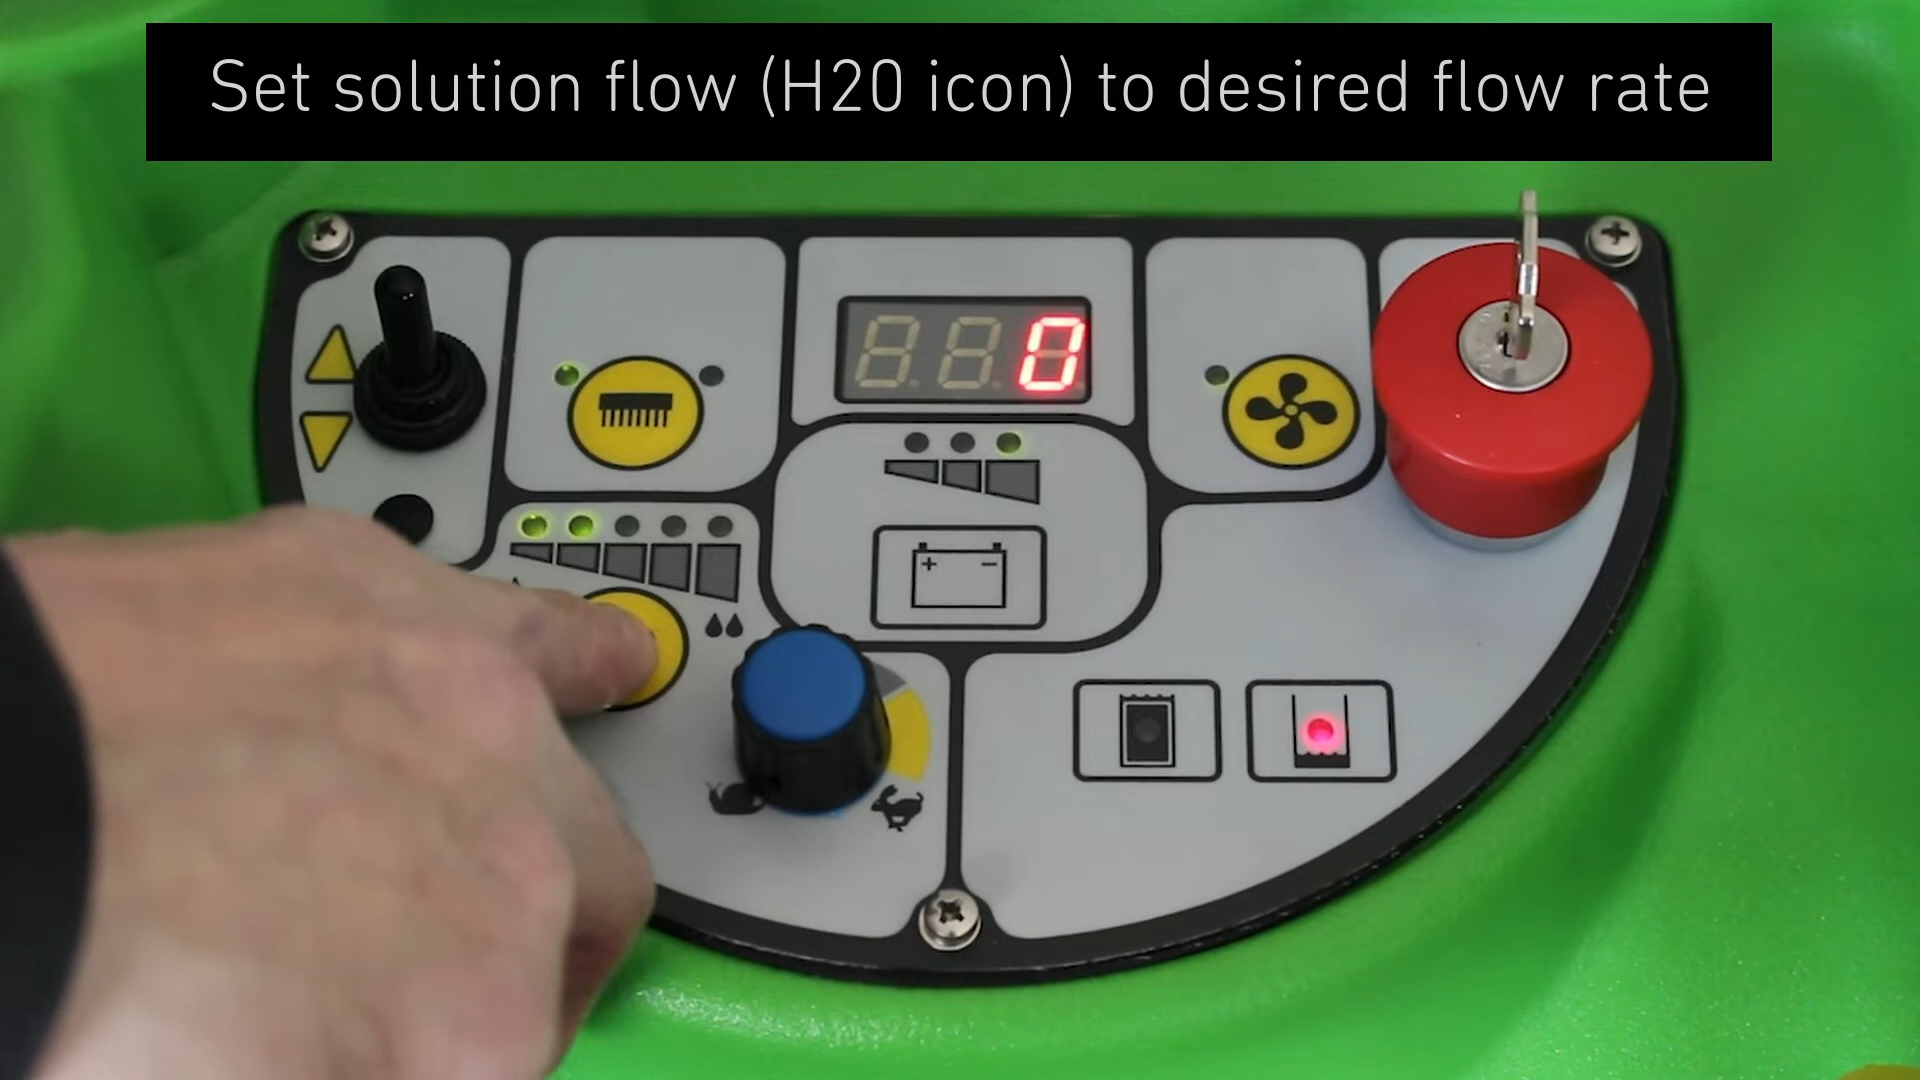 Set solution flow (H20 icon) to desired flow rate
0
+ −